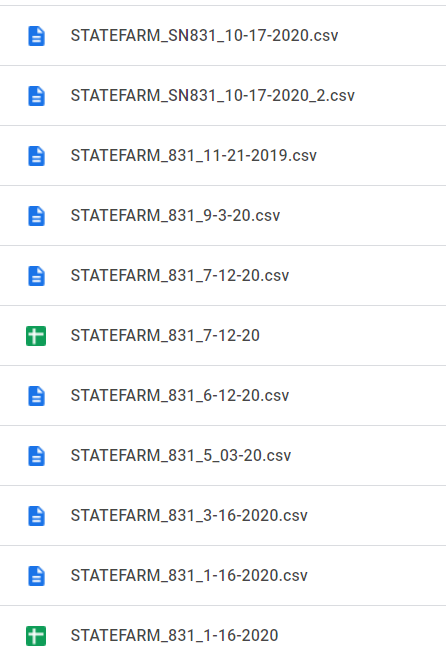 STATEFARM_SN831_10-17-2020.csv
STATEFARM_SN831_10-17-2020_2.csv
STATEFARM_831_11-21-2019.csv
STATEFARM_831_9-3-20.csv
STATEFARM_831_7-12-20.csv
STATEFARM_831_7-12-20
STATEFARM_831_6-12-20.csv
STATEFARM_831_5_03-20.csv
STATEFARM_831_3-16-2020.csv
STATEFARM_831_1-16-2020.csv
STATEFARM_831_1-16-2020